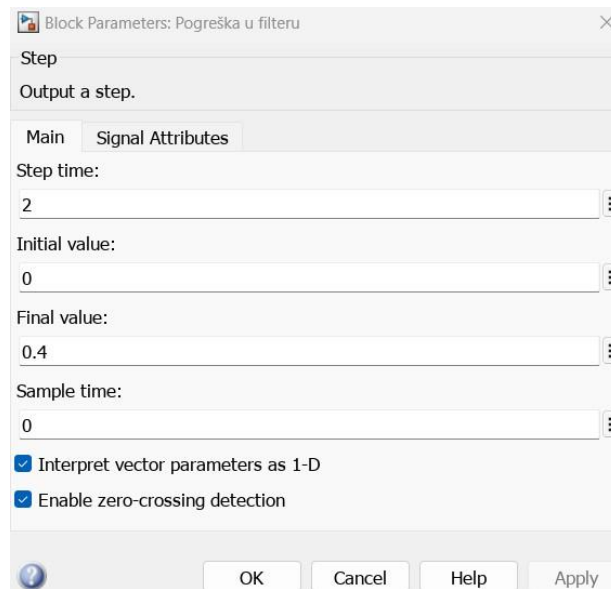 Block Parameters: Pogreška u filteru
Step
Output a step.
Main Signal Attributes
Step time:
2
Initial value:
0
Final value:
0.4
Sample time:
0
Interpret vector parameters as 1-D
Enable zero-crossing detection
OK Cancel Help Apply